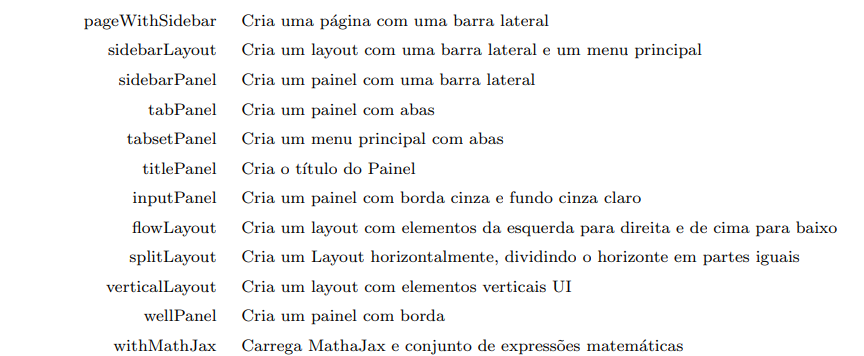 pageWithSidebar Cria uma página com uma barra lateral
sidebarLayout Cria um layout com uma barra lateral e um menu principal
sidebarPanel Cria um painel com uma barra lateral
tabPanel Cria um painel com abas
tabsetPanel Cria um menu principal com abas
titlePanel Cria o título do Painel
inputPanel Cria um painel com borda cinza e fundo cinza claro
flowLayout Cria um layout com elementos da esquerda para direita e de cima para baixo
splitLayout Cria um Layout horizontalmente, dividindo o horizonte em partes iguais
verticalLayout Cria um layout com elementos verticais UI
wellPanel Cria um painel com borda
withMathJax Carrega MathaJax e conjunto de expressões matemáticas